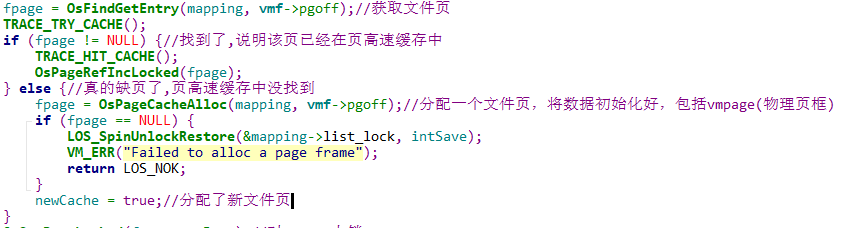 fpage = OsFindGetEntry(mapping, vmf->pgoff);//获取文件页
TRACE_TRY_CACHE();
if (fpage != NULL) {//找到了,说明该页已经在页高速缓存中
    TRACE_HIT_CACHE();
    OsPageRefIncLocked(fpage);
} else {//真的缺页了,页高速缓存中没找到
    fpage = OsPageCacheAlloc(mapping, vmf->pgoff);//分配一个文件页，将数据初始化好，包括vmpage(物理页框)
    if (fpage == NULL) {
        LOS_SpinUnlockRestore(&mapping->list_lock, intSave);
        VM_ERR("Failed to alloc a page frame");
        return LOS_NOK;
    }
    newCache = true;//分配了新文件页
}